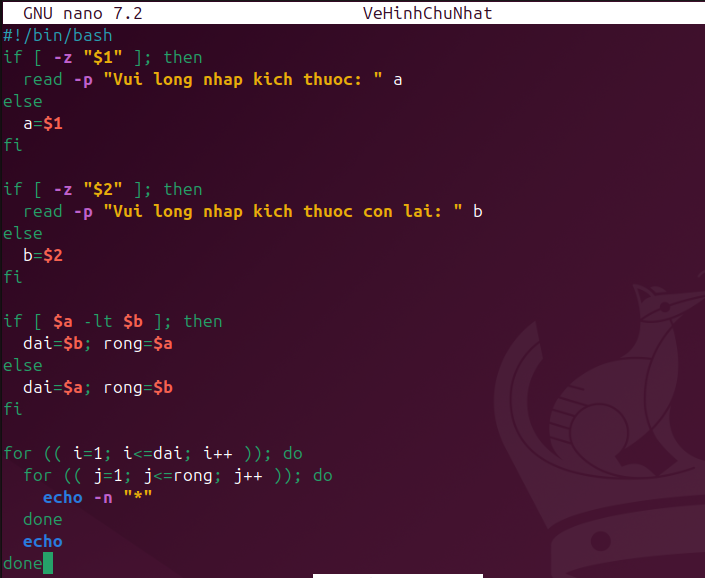 GNU nano 7.2 VeHinhChuNhat
#!/bin/bash
if [ -z "$1" ]; then
  read -p "Vui long nhap kich thuoc: " a
else
  a=$1
fi

if [ -z "$2" ]; then
  read -p "Vui long nhap kich thuoc con lai: " b
else
  b=$2
fi

if [ $a -lt $b ]; then
  dai=$b; rong=$a
else
  dai=$a; rong=$b
fi

for (( i=1; i<=dai; i++ )); do
  for (( j=1; j<=rong; j++ )); do
    echo -n "*"
  done
  echo
done